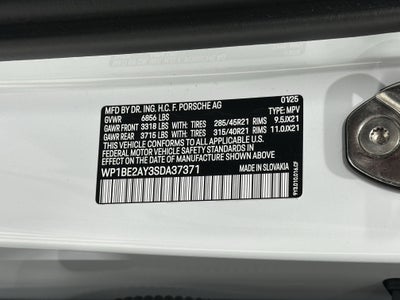 MFD BY DR. ING. H.C. F. PORSCHE AG 01/25
GVWR 6856 LBS TYPE: MPV
GAWR FRONT 3318 LBS WITH: TIRES 285/45R21 RIMS 9.5JX21
GAWR REAR 3715 LBS WITH: TIRES 315/40R21 RIMS 11.0JX21
THIS VEHICLE CONFORMS TO ALL APPLICABLE U.S.
FEDERAL MOTOR VEHICLE SAFETY STANDARDS IN
EFFECT ON THE DATE OF MANUFACTURE SHOWN ABOVE.
WP1BE2AY3SDA37371 MADE IN SLOVAKIA